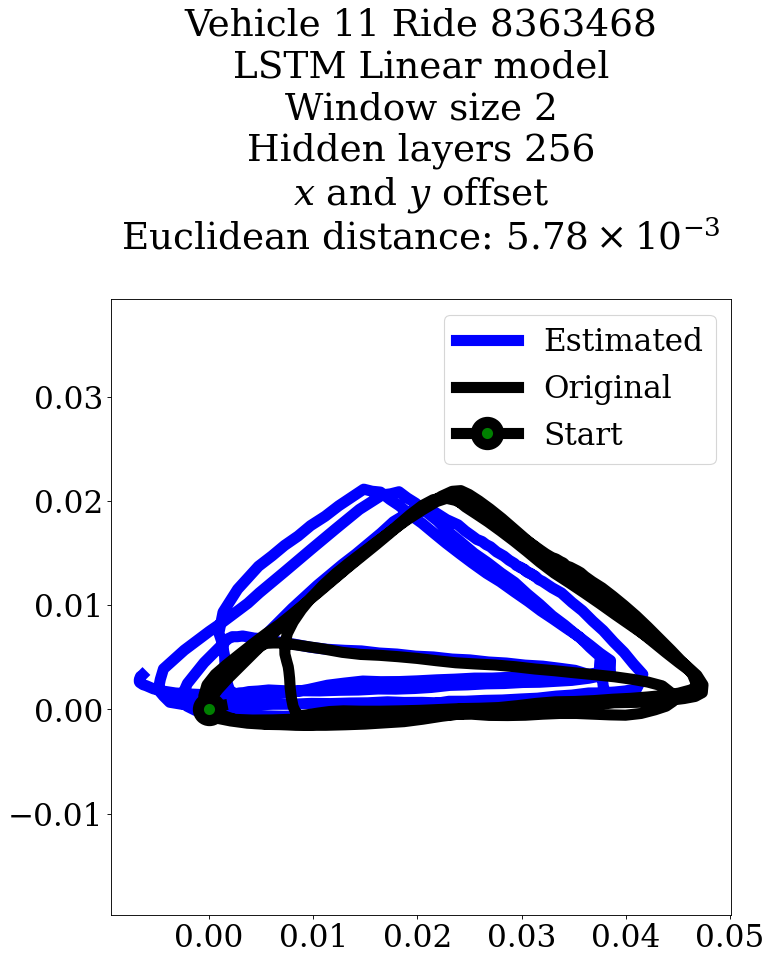 Vehicle 11 Ride 8363468
LSTM Linear model
Window size 2
Hidden layers 256
x and y offset
Euclidean distance: 5.78 × 10⁻³
Estimated
Original
Start
0.03
0.02
0.01
0.00
−0.01
0.00 0.01 0.02 0.03 0.04 0.05